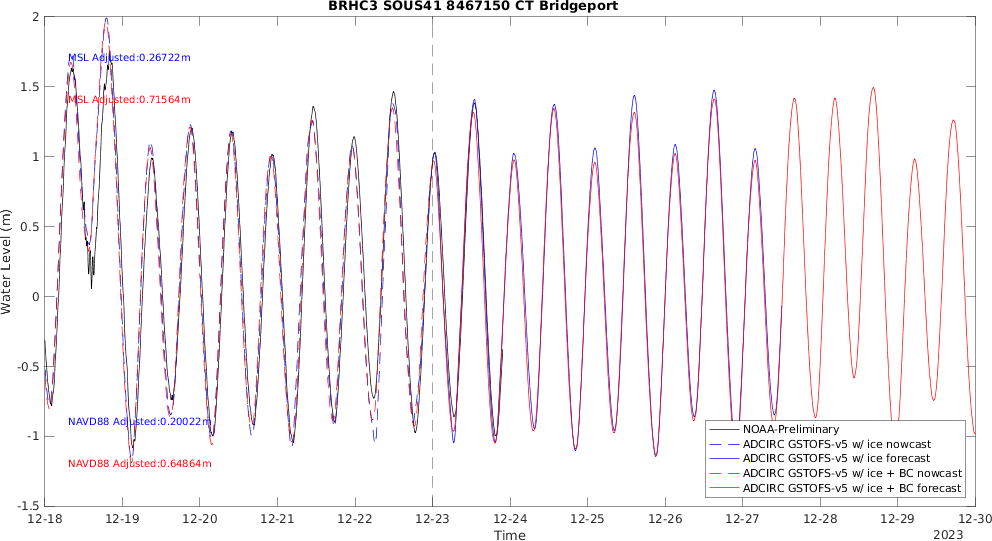 BRHC3 SOUS41 8467150 CT Bridgeport
2
1.5
1
0.5
0
-0.5
-1
-1.5
Water Level (m)
MSL Adjusted:0.26722m
MSL Adjusted:0.71564m
NAVD88 Adjusted:0.20022m
NAVD88 Adjusted:0.64864m
NOAA-Preliminary
ADCIRC GSTOFS-v5 w/ ice nowcast
ADCIRC GSTOFS-v5 w/ ice forecast
ADCIRC GSTOFS-v5 w/ ice + BC nowcast
ADCIRC GSTOFS-v5 w/ ice + BC forecast
12-18 12-19 12-20 12-21 12-22 12-23 12-24 12-25 12-26 12-27 12-28 12-29 12-30
Time
2023